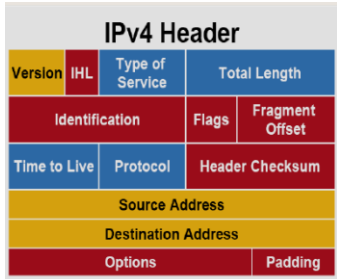 IPv4 Header
Version IHL Type of Service Total Length
Identification Flags Fragment Offset
Time to Live Protocol Header Checksum
Source Address
Destination Address
Options Padding